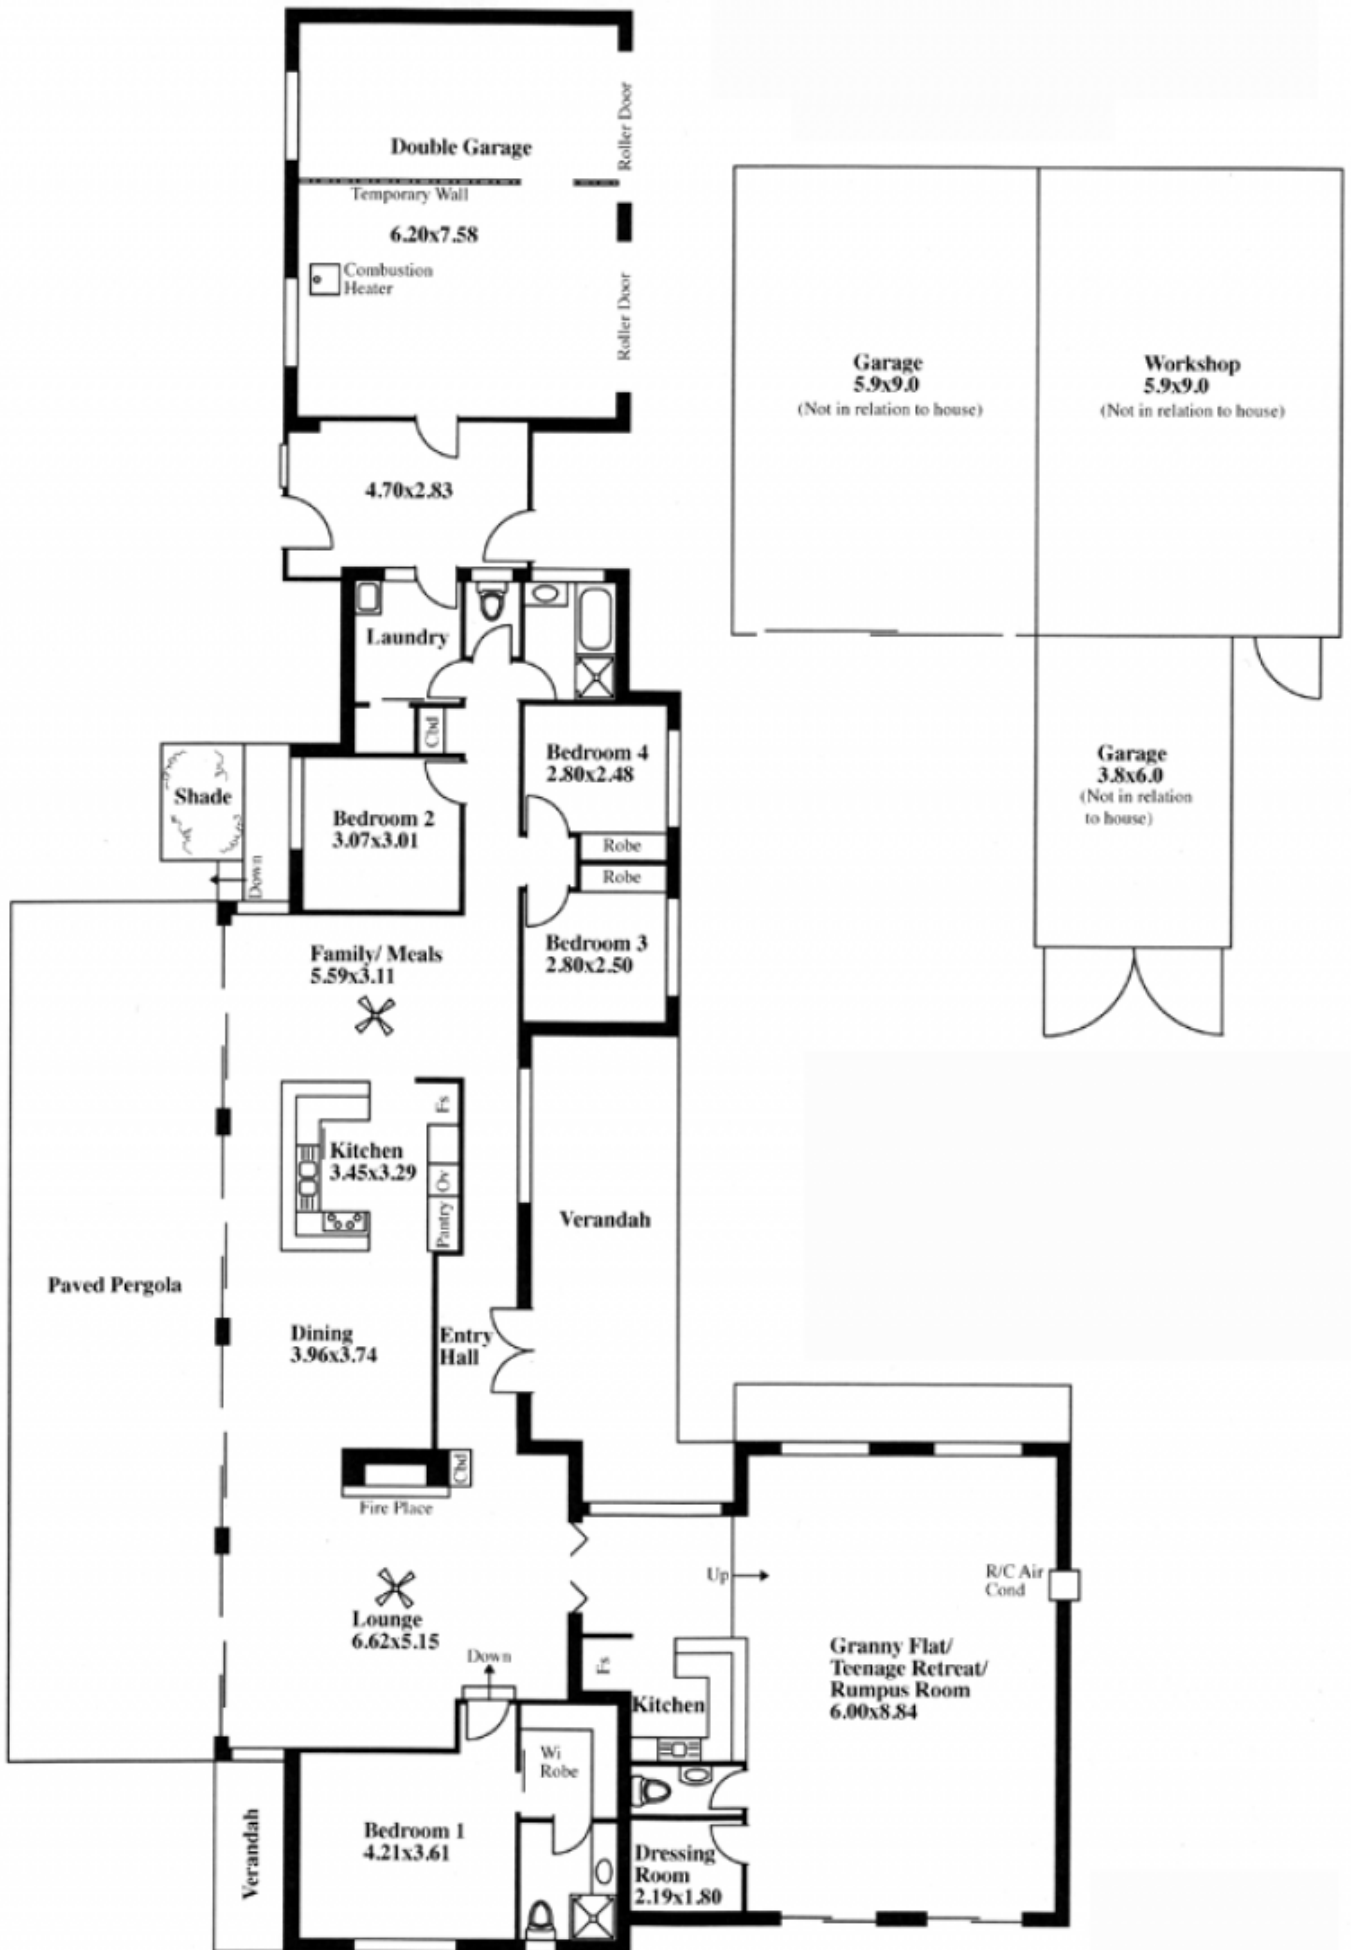 Double Garage
Roller Door
Temporary Wall
6.20x7.58
Combustion
Heater
Roller Door
Garage
5.9x9.0
(Not in relation to house)
Workshop
5.9x9.0
(Not in relation to house)
4.70x2.83
Laundry
Cbd
Bedroom 4
2.80x2.48
Garage
3.8x6.0
(Not in relation
to house)
Shade
Down
Bedroom 2
3.07x3.01
Robe
Robe
Family/ Meals
5.59x3.11
Bedroom 3
2.80x2.50
Fs
Kitchen
3.45x3.29
Ov
Pantry
Verandah
Paved Pergola
Dining
3.96x3.74
Entry
Hall
Cbd
Fire Place
Up
R/C Air
Cond
Lounge
6.62x5.15
Down
Fs
Kitchen
Granny Flat/
Teenage Retreat/
Rumpus Room
6.00x8.84
Wi
Robe
Verandah
Bedroom 1
4.21x3.61
Dressing
Room
2.19x1.80